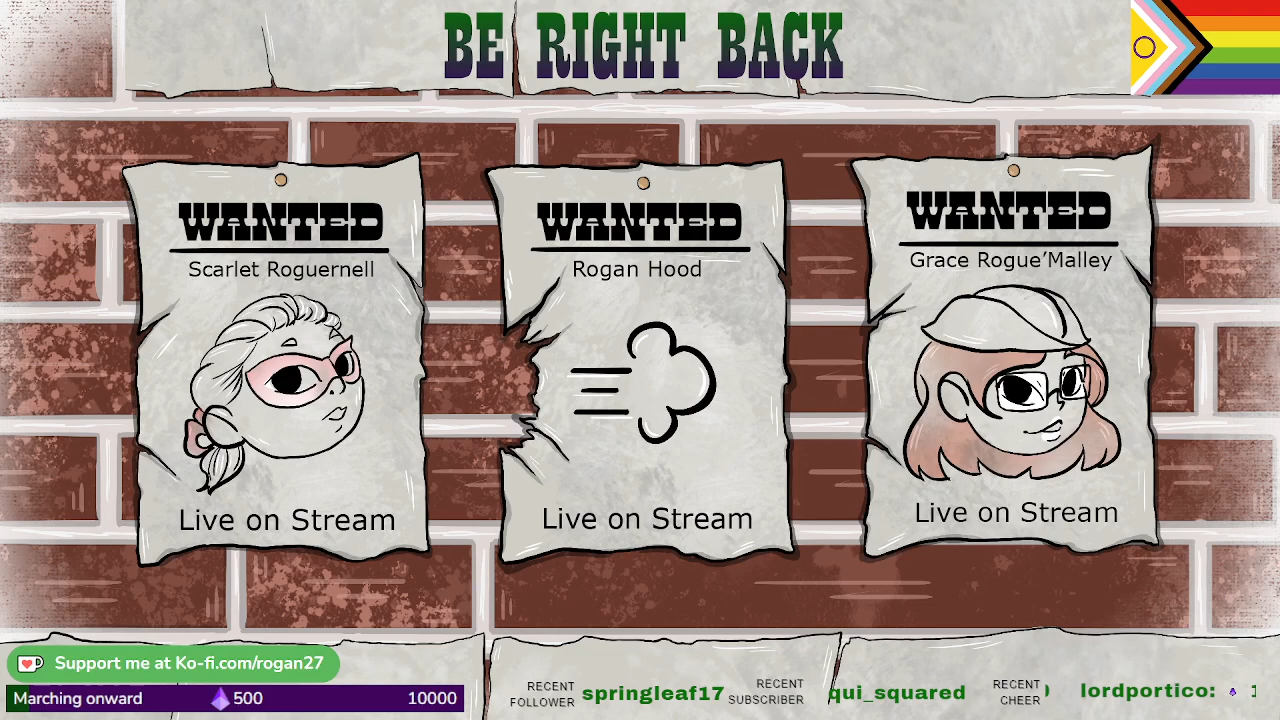 BE RIGHT BACK
WANTED
Scarlet Roguernell
Live on Stream
WANTED
Rogan Hood
Live on Stream
WANTED
Grace Rogue’Malley
Live on Stream
Support me at Ko-fi.com/rogan27
Marching onward 500 10000
RECENT
FOLLOWER
springleaf17
RECENT
SUBSCRIBER
qui_squared
RECENT
CHEER
lordportico: